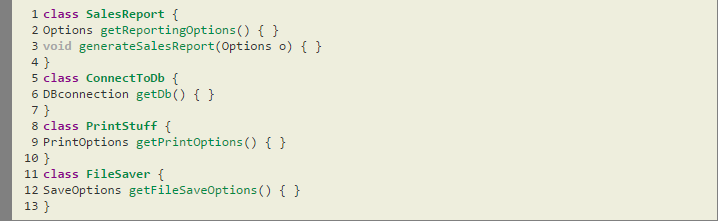 1 class SalesReport {
2 Options getReportingOptions() { }
3 void generateSalesReport(Options o) { }
4 }
5 class ConnectToDb {
6 DBconnection getDb() { }
7 }
8 class PrintStuff {
9 PrintOptions getPrintOptions() { }
10 }
11 class FileSaver {
12 SaveOptions getFileSaveOptions() { }
13 }